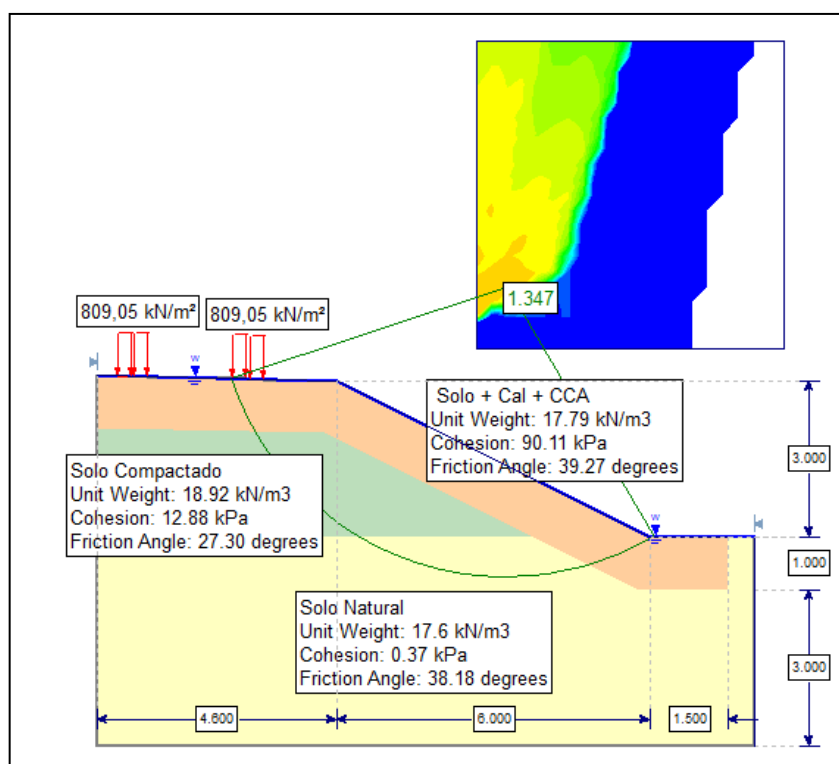 1.347
809,05 kN/m²
809,05 kN/m²
W
Solo + Cal + CCA
Unit Weight: 17.79 kN/m3
Cohesion: 90.11 kPa
Friction Angle: 39.27 degrees
3.000
Solo Compactado
Unit Weight: 18.92 kN/m3
Cohesion: 12.88 kPa
Friction Angle: 27.30 degrees
W
1.000
Solo Natural
Unit Weight: 17.6 kN/m3
Cohesion: 0.37 kPa
Friction Angle: 38.18 degrees
3.000
4.600
6.000
1.500